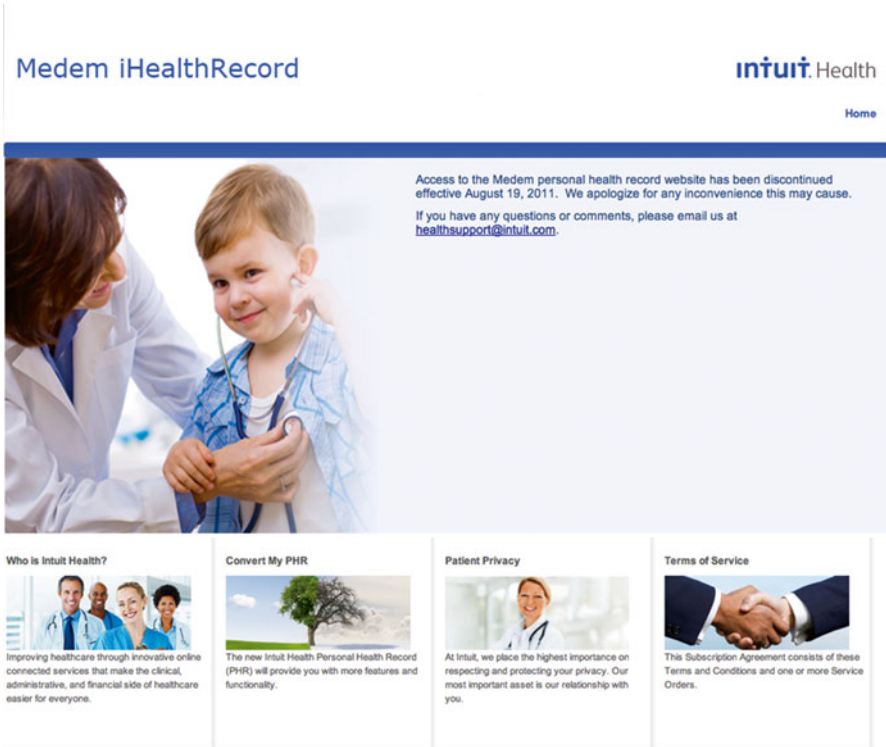 Medem iHealthRecord
intuit. Health
Home
Access to the Medem personal health record website has been discontinued
effective August 19, 2011.  We apologize for any inconvenience this may cause.
If you have any questions or comments, please email us at
healthsupport@intuit.com.
Who is Intuit Health?
Improving healthcare through innovative online
connected services that make the clinical,
administrative, and financial side of healthcare
easier for everyone.
Convert My PHR
The new Intuit Health Personal Health Record
(PHR) will provide you with more features and
functionality.
Patient Privacy
At Intuit, we place the highest importance on
respecting and protecting your privacy. Our
most important asset is our relationship with
you.
Terms of Service
This Subscription Agreement consists of these
Terms and Conditions and one or more Service
Orders.